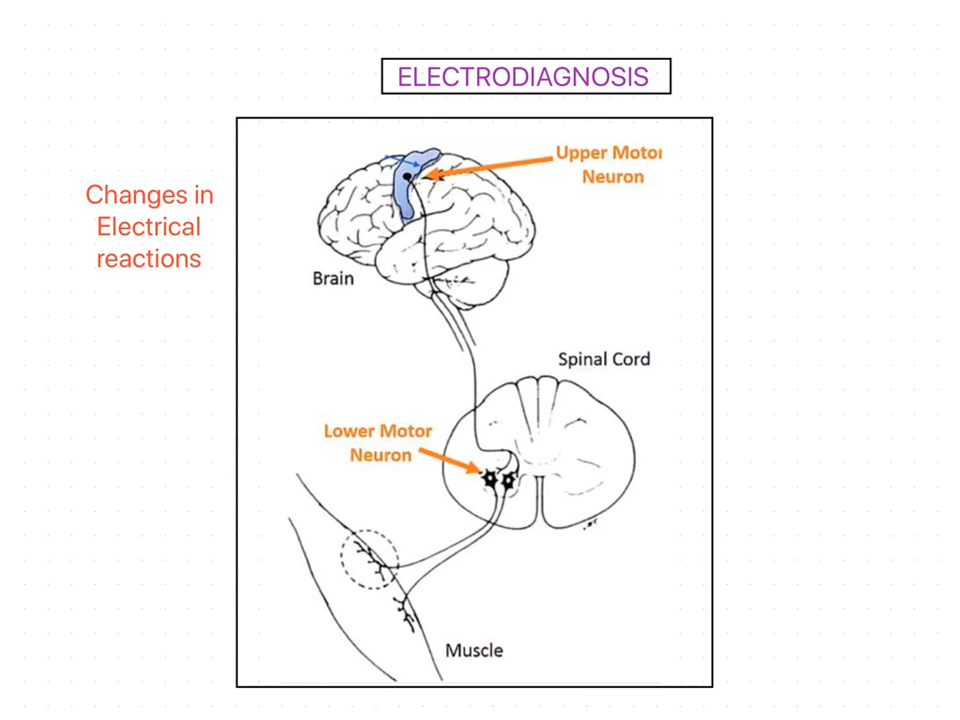 ELECTRODIAGNOSIS
Changes in
Electrical
reactions
Upper Motor
Neuron
Brain
Spinal Cord
Lower Motor
Neuron
Muscle